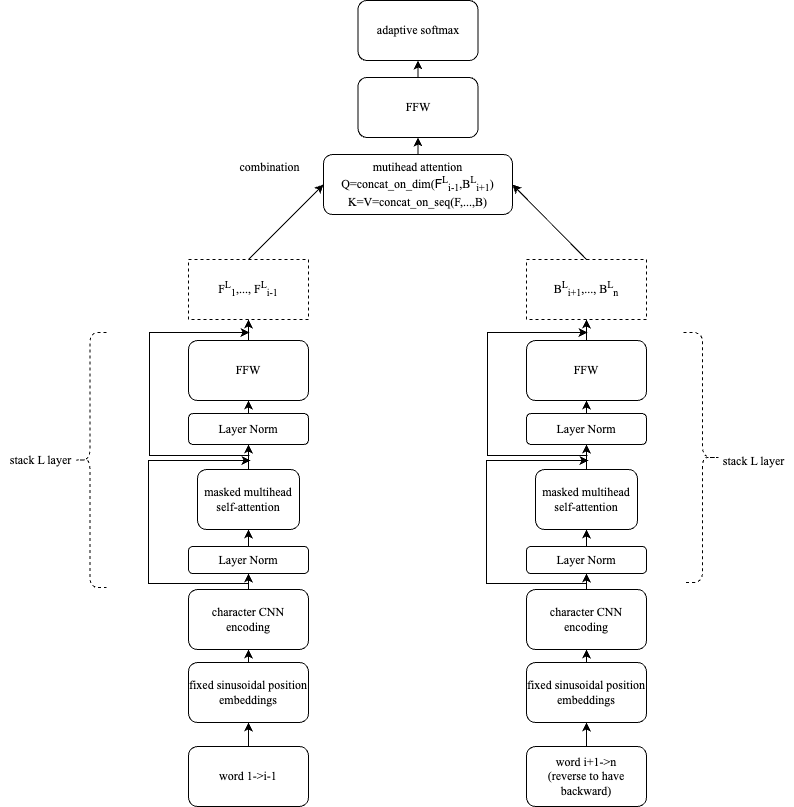 adaptive softmax
FFW
combination
mutihead attention
Q=concat_on_dim(F^L_{i-1},B^L_{i+1})
K=V=concat_on_seq(F,...,B)
F^L_1,..., F^L_{i-1}
B^L_{i+1},..., B^L_n
FFW
FFW
Layer Norm
Layer Norm
stack L layer
stack L layer
masked multihead
self-attention
masked multihead
self-attention
Layer Norm
Layer Norm
character CNN
encoding
character CNN
encoding
fixed sinusoidal position
embeddings
fixed sinusoidal position
embeddings
word 1->i-1
word i+1->n
(reverse to have
backward)